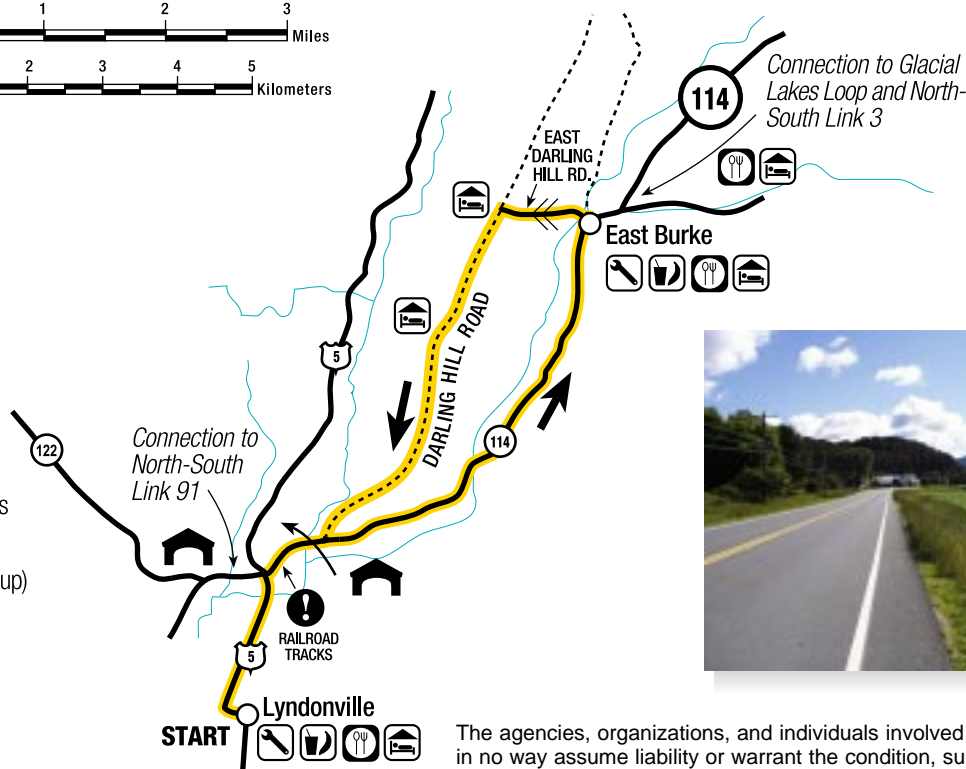 1 2 3
Miles
2 3 4 5
Kilometers
114
Connection to Glacial
Lakes Loop and North-
South Link 3
EAST
DARLING
HILL RD.
East Burke
DARLING HILL ROAD
5
114
122
Connection to
North-South
Link 91
s
up)
!
RAILROAD
TRACKS
5
Lyndonville
START
The agencies, organizations, and individuals involved
in no way assume liability or warrant the condition, su